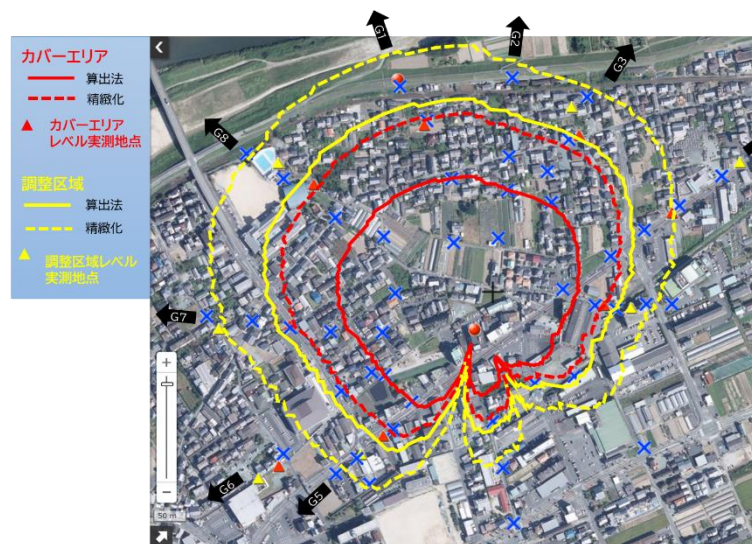 カバーエリア
算出法
精緻化
カバーエリア
レベル実測地点
調整区域
算出法
精緻化
調整区域レベル
実測地点
G1
G2
G3
G8
G7
G6
G5
+
−
50 m